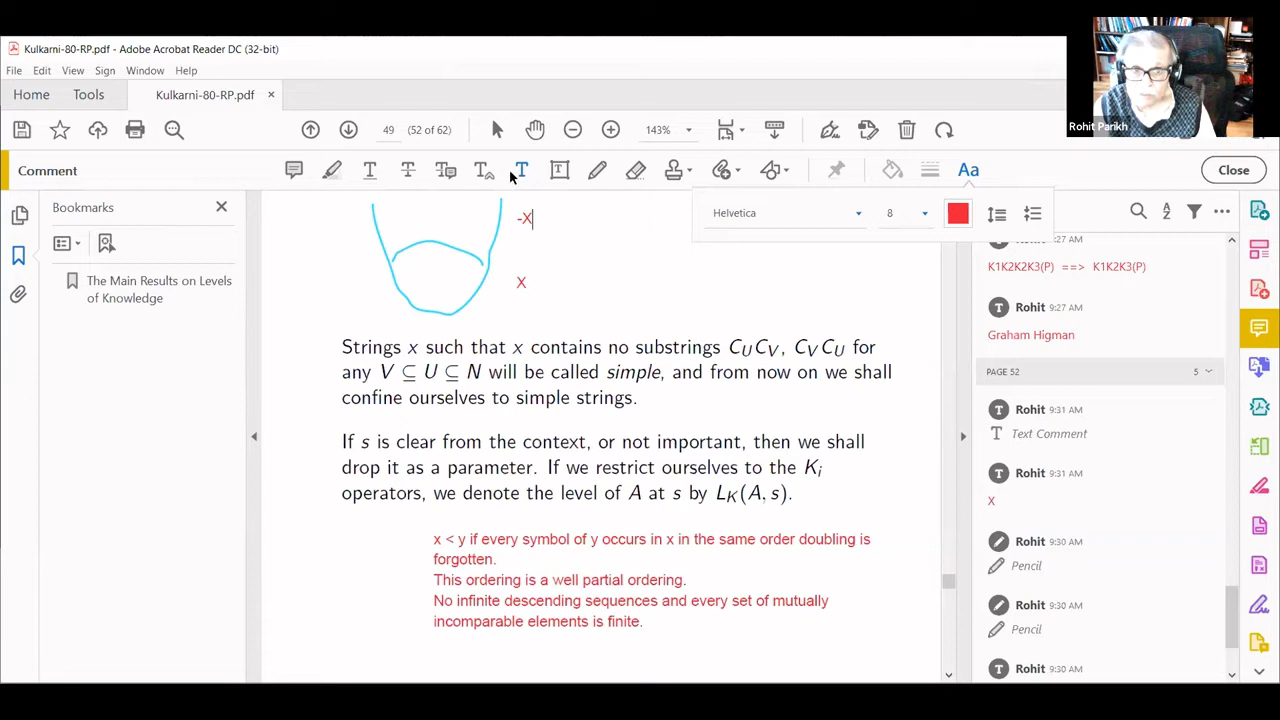 Kulkarni-80-RP.pdf - Adobe Acrobat Reader DC (32-bit)
File Edit View Sign Window Help
Home Tools Kulkarni-80-RP.pdf ×
49 (52 of 62) 143%
Rohit Parikh
Comment
Close
Bookmarks
Helvetica 8
The Main Results on Levels
of Knowledge
-X
X
Strings x such that x contains no substrings C_U C_V, C_V C_U for
any V ⊆ U ⊆ N will be called simple, and from now on we shall
confine ourselves to simple strings.
If s is clear from the context, or not important, then we shall
drop it as a parameter. If we restrict ourselves to the K_i
operators, we denote the level of A at s by L_K(A, s).
x < y if every symbol of y occurs in x in the same order doubling is
forgotten.
This ordering is a well partial ordering.
No infinite descending sequences and every set of mutually
incomparable elements is finite.
:27 AM
K1K2K2K3(P) ==> K1K2K3(P)
Rohit 9:27 AM
Graham Higman
PAGE 52 5
Rohit 9:31 AM
Text Comment
Rohit 9:31 AM
X
Rohit 9:30 AM
Pencil
Rohit 9:30 AM
Pencil
Rohit 9:30 AM